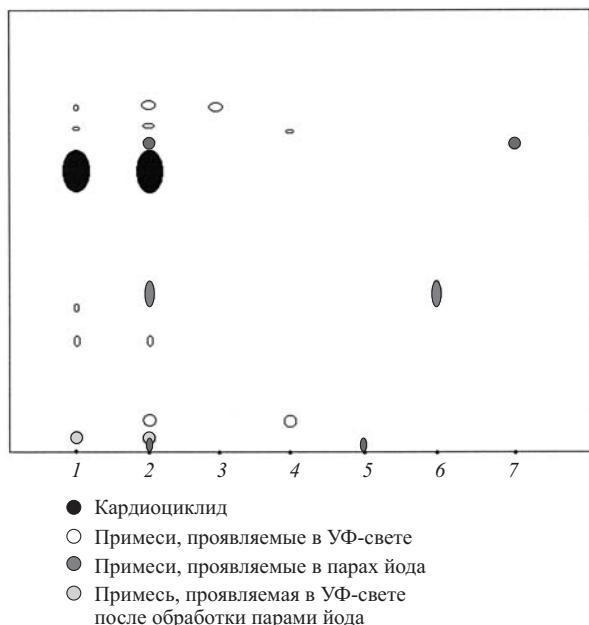 1 2 3 4 5 6 7
Кардиоциклид
Примеси, проявляемые в УФ-свете
Примеси, проявляемые в парах йода
Примесь, проявляемая в УФ-свете
после обработки парами йода